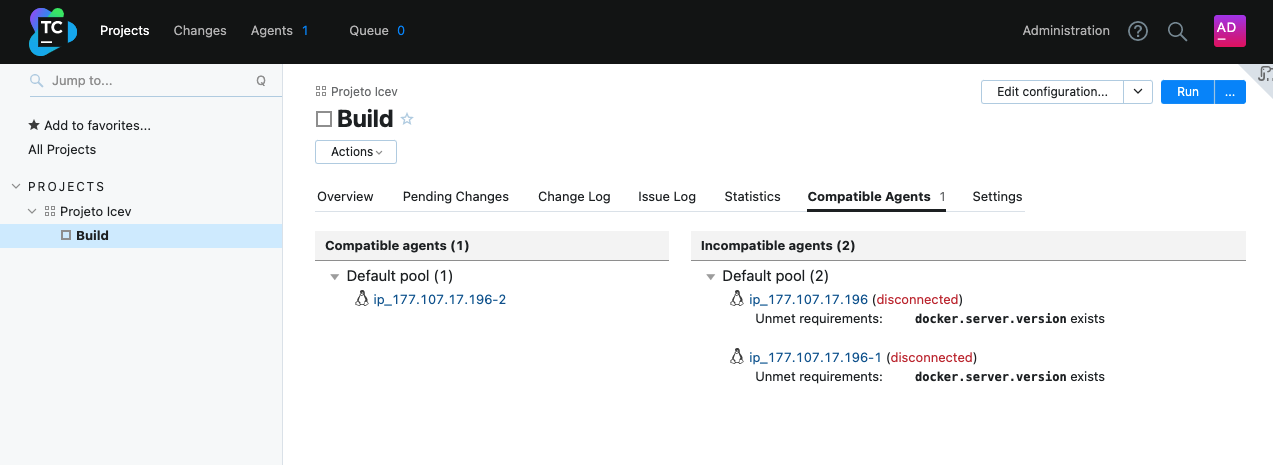 TC Projects Changes Agents 1 Queue 0 Administration AD
Jump to... Q
Add to favorites...
All Projects
PROJECTS
Projeto Icev
Build
Projeto Icev
Edit configuration... Run ...
Build
Actions
Overview Pending Changes Change Log Issue Log Statistics Compatible Agents 1 Settings
Compatible agents (1)
Default pool (1)
ip_177.107.17.196-2
Incompatible agents (2)
Default pool (2)
ip_177.107.17.196 (disconnected)
Unmet requirements: docker.server.version exists
ip_177.107.17.196-1 (disconnected)
Unmet requirements: docker.server.version exists